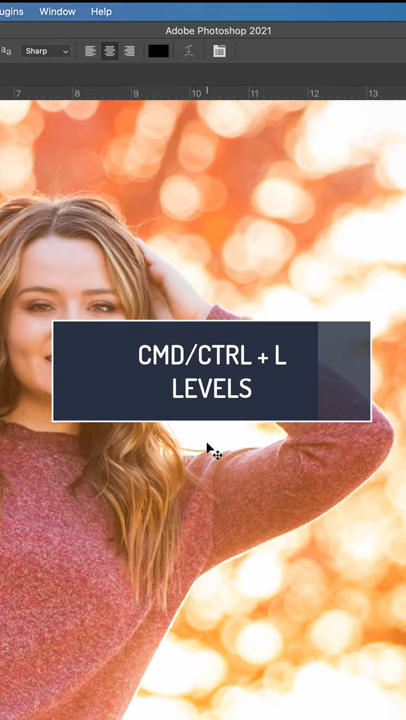 ugins Window Help
Adobe Photoshop 2021
aa Sharp
7 8 9 10 11 12 13
CMD/CTRL + L
LEVELS